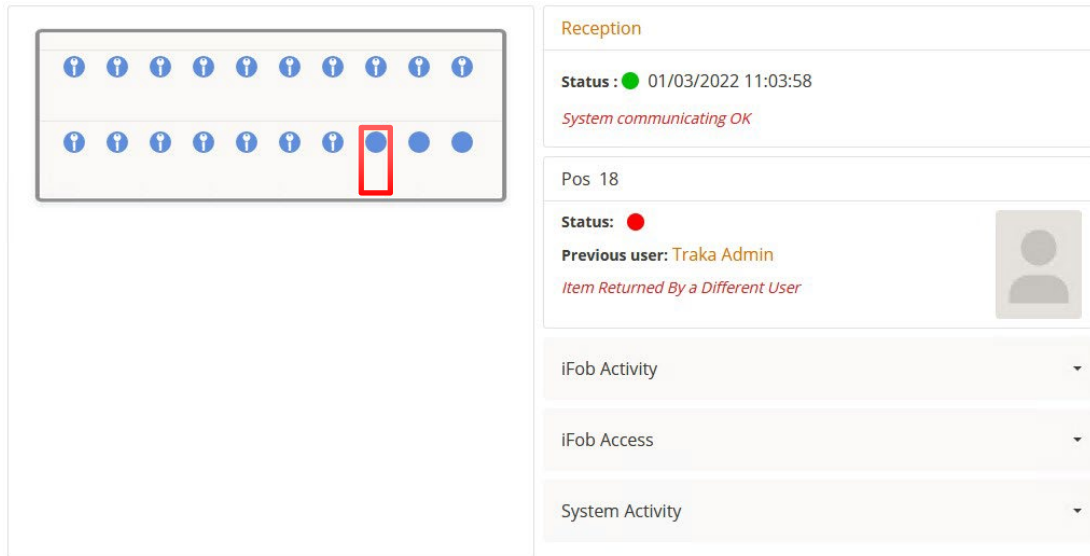 Reception
Status : 01/03/2022 11:03:58
System communicating OK
Pos 18
Status:
Previous user: Traka Admin
Item Returned By a Different User
iFob Activity
iFob Access
System Activity